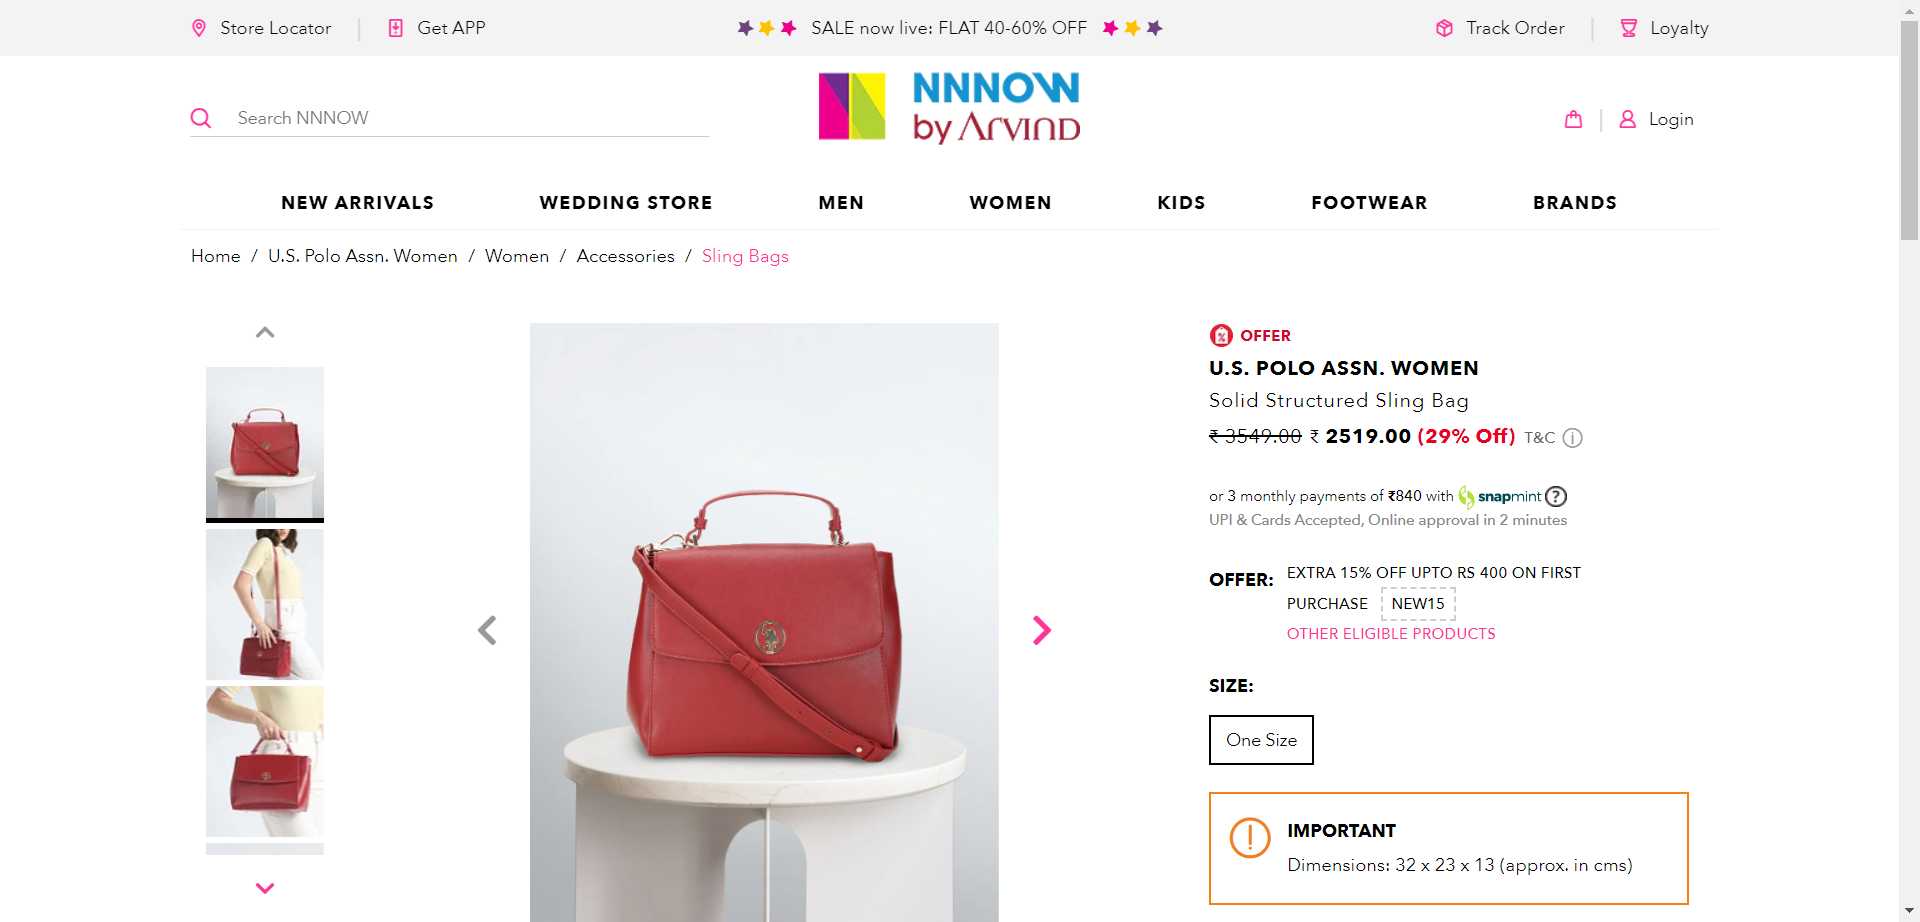 Store Locator
Get APP
SALE now live: FLAT 40-60% OFF
Track Order
Loyalty
Search NNNOW
NNNOW
by Arvind
Login
NEW ARRIVALS
WEDDING STORE
MEN
WOMEN
KIDS
FOOTWEAR
BRANDS
Home / U.S. Polo Assn. Women / Women / Accessories / Sling Bags
OFFER
U.S. POLO ASSN. WOMEN
Solid Structured Sling Bag
₹ 3549.00 ₹ 2519.00 (29% Off) T&C
or 3 monthly payments of ₹840 with snapmint
UPI & Cards Accepted, Online approval in 2 minutes
OFFER: EXTRA 15% OFF UPTO RS 400 ON FIRST
PURCHASE NEW15
OTHER ELIGIBLE PRODUCTS
SIZE:
One Size
IMPORTANT
Dimensions: 32 x 23 x 13 (approx. in cms)